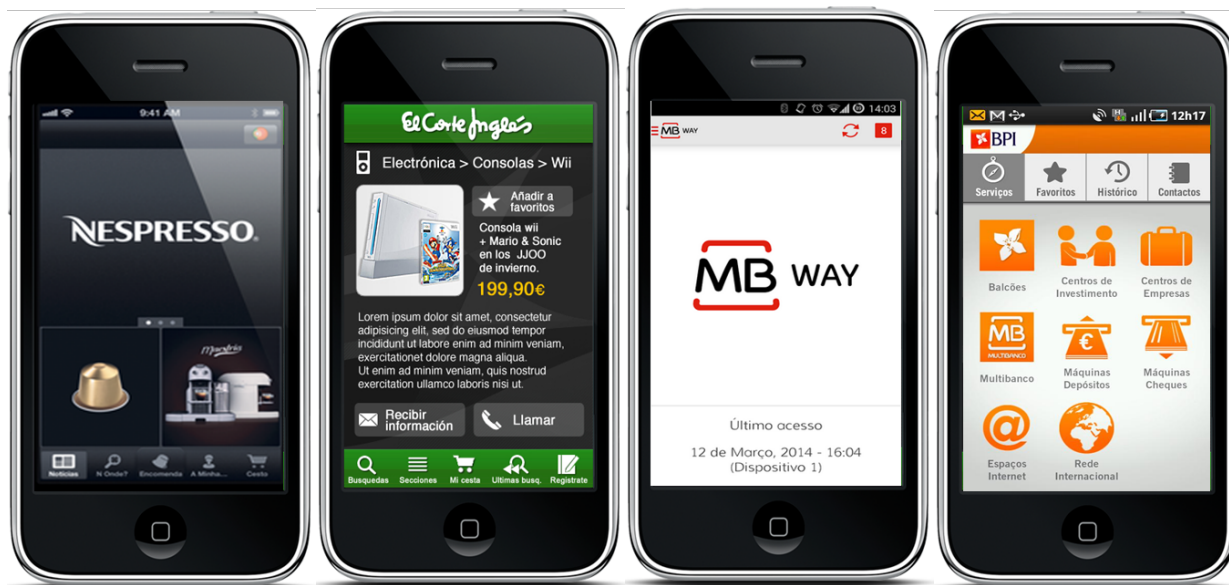 9:41 AM
NESPRESSO.
Maestria
Notícias
N Onde?
Encomenda
A Minha...
Cesto
El Corte Inglés
Electrónica > Consolas > Wii
Añadir a
favoritos
Consola wii
+ Mario & Sonic
en los JJOO
de invierno.
199,90€
Lorem ipsum dolor sit amet, consectetur
adipisicing elit, sed do eiusmod tempor
incididunt ut labore enim ad minim veniam,
exercitationet dolore magna aliqua.
Ut enim ad minim veniam, quis nostrud
exercitation ullamco laboris nisi ut.
Recibir
información
Llamar
Busquedas
Secciones
Mi cesta
Ultimas busq.
Registrate
14:03
MB WAY
8
MB WAY
Último acesso
12 de Março, 2014 - 16:04
(Dispositivo 1)
12h17
BPI
Serviços
Favoritos
Histórico
Contactos
Balcões
Centros de
Investimento
Centros de
Empresas
MB
MULTIBANCO
Multibanco
€
Máquinas
Depósitos
Máquinas
Cheques
@
Espaços
Internet
Rede
Internacional